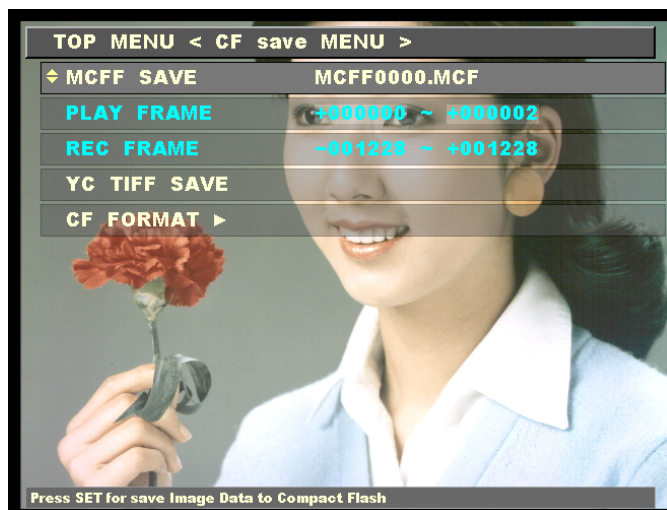 TOP MENU < CF save MENU >
MCFF SAVE MCFF0000.MCF
PLAY FRAME +000000 ~ +000002
REC FRAME -001228 ~ +001228
YC TIFF SAVE
CF FORMAT ►
Press SET for save Image Data to Compact Flash